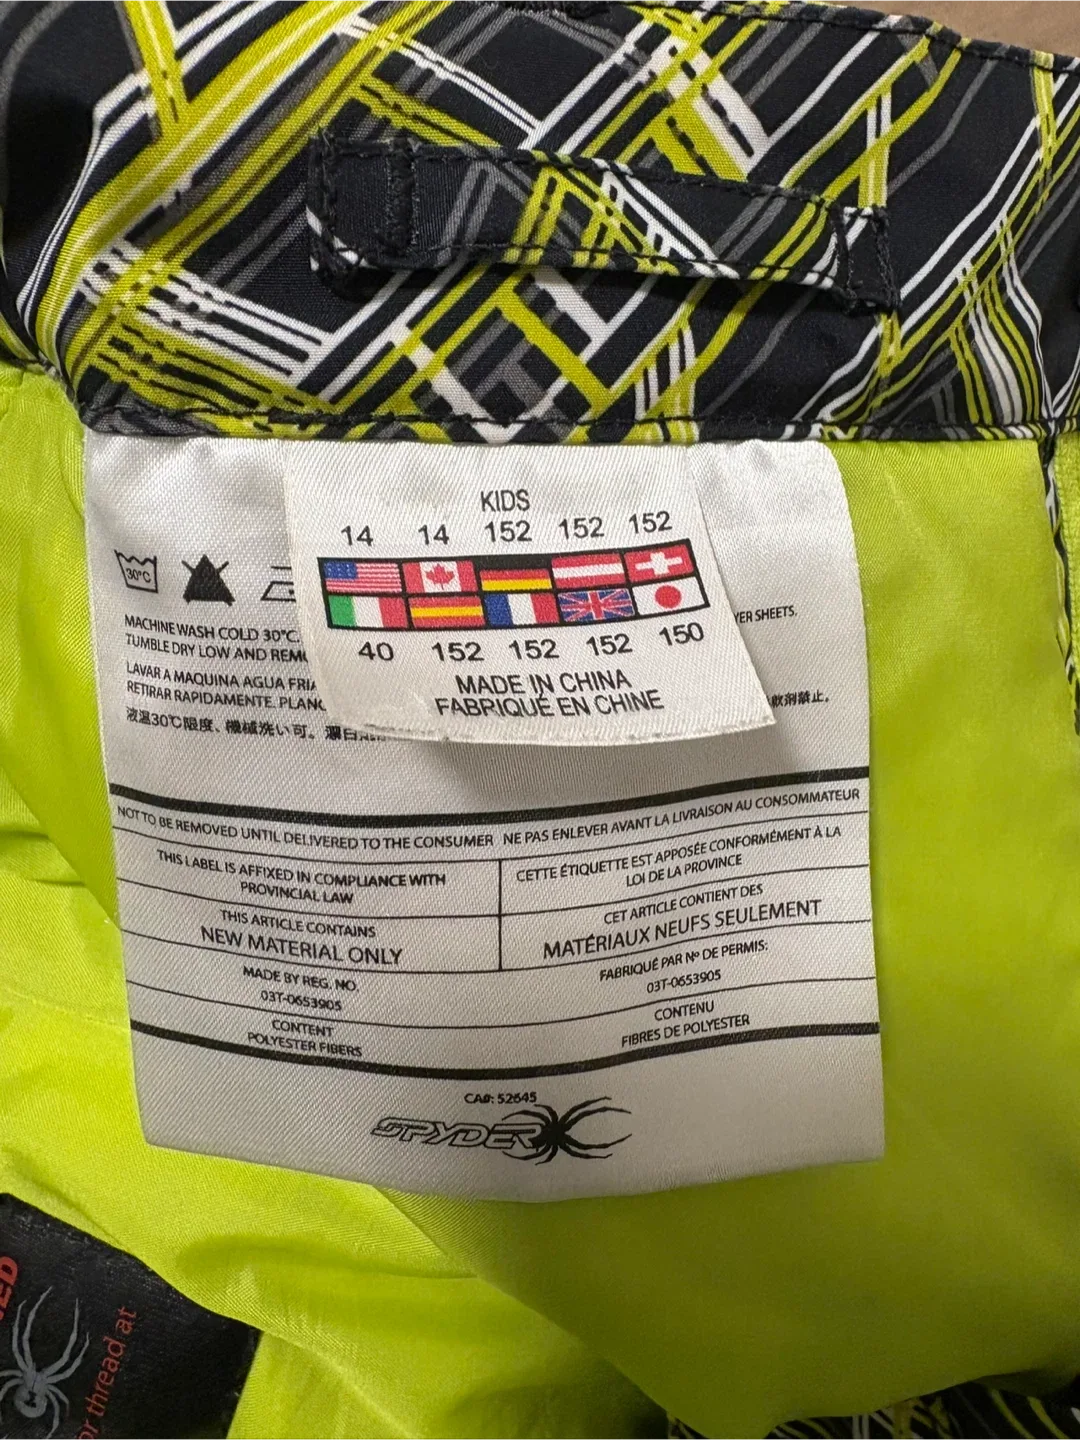 KIDS
14 14 152 152 152
40 152 152 152 150
MADE IN CHINA
FABRIQUÉ EN CHINE
30°C
MACHINE WASH COLD 30°C.
YER SHEETS.
TUMBLE DRY LOW AND REM
LAVAR A MAQUINA AGUA FRIA
RETIRAR RAPIDAMENTE. PLANC
液温30℃限度、機械洗い可。漂白
NOT TO BE REMOVED UNTIL DELIVERED TO THE CONSUMER NE PAS ENLEVER AVANT LA LIVRAISON AU CONSOMMATEUR
THIS LABEL IS AFFIXED IN COMPLIANCE WITH
PROVINCIAL LAW
CETTE ÉTIQUETTE EST APPOSÉE CONFORMÉMENT À LA
LOI DE LA PROVINCE
THIS ARTICLE CONTAINS
NEW MATERIAL ONLY
CET ARTICLE CONTIENT DES
MATÉRIAUX NEUFS SEULEMENT
MADE BY REG. NO.
03T-0653905
FABRIQUÉ PAR Nº DE PERMIS:
03T-0653905
CONTENT
POLYESTER FIBERS
CONTENU
FIBRES DE POLYESTER
CA#: 52645
SPYDER
or thread at